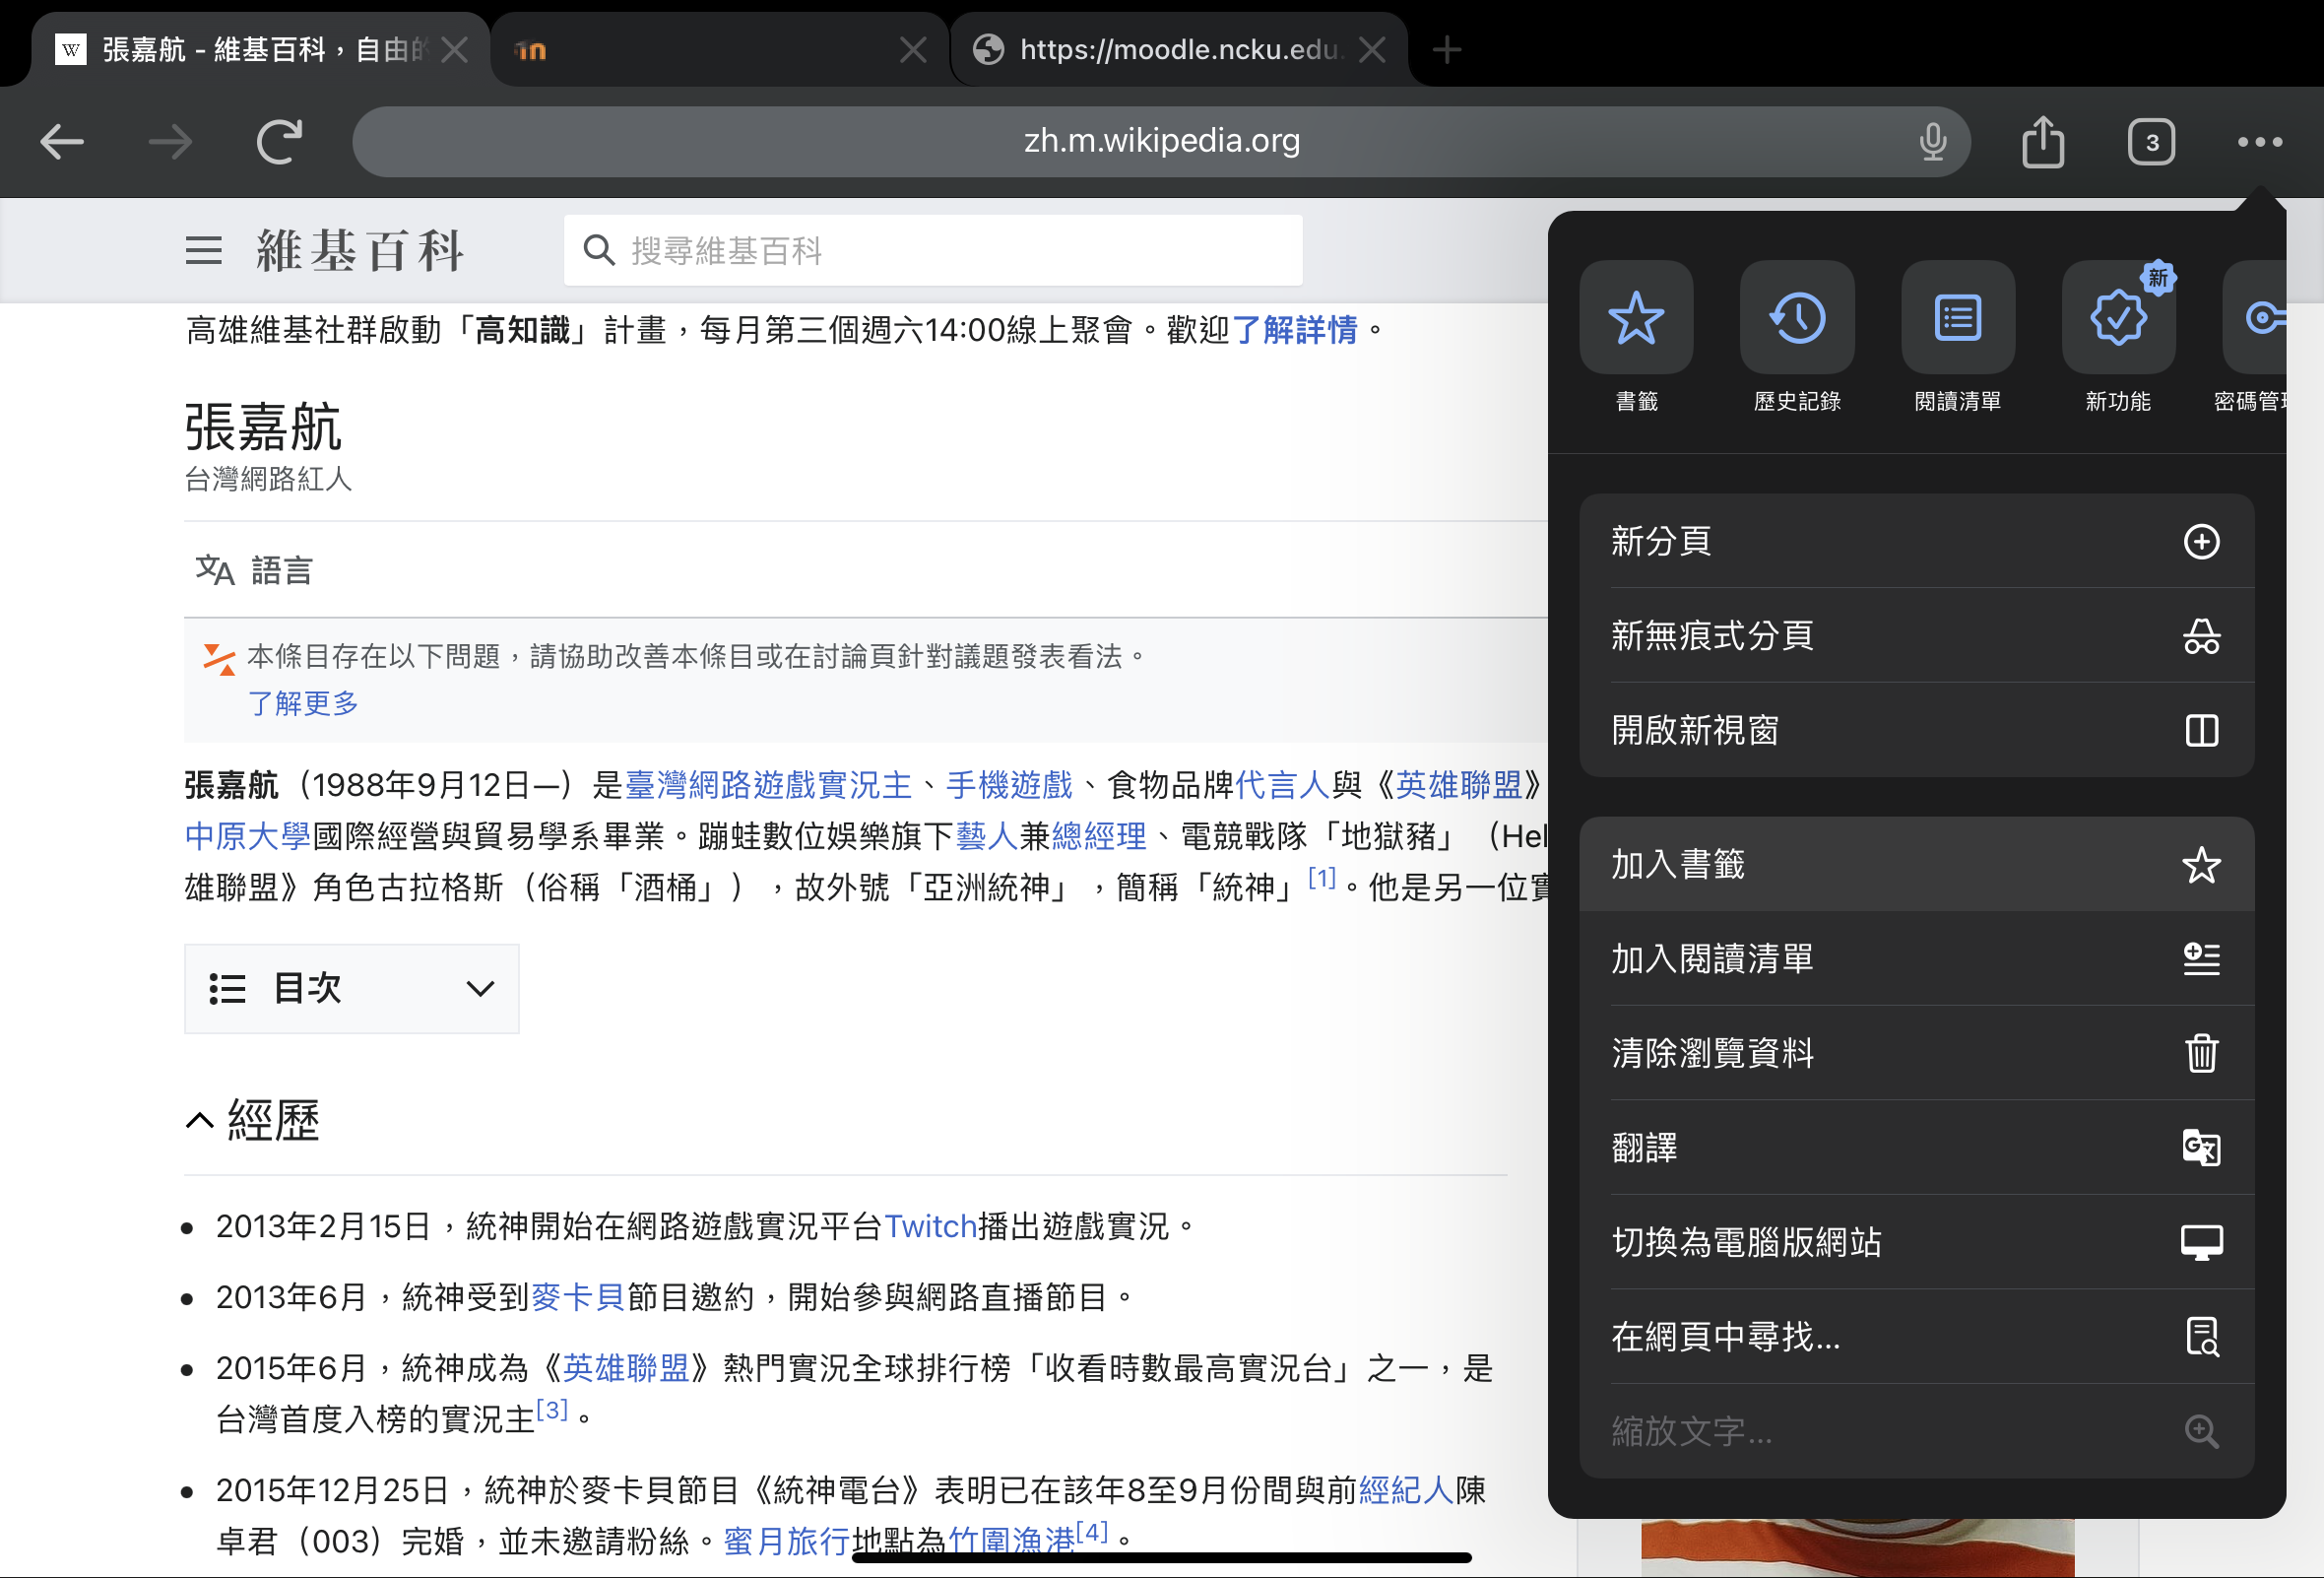 張嘉航 - 維基百科，自由的
https://moodle.ncku.edu.
zh.m.wikipedia.org
3
維基百科
搜尋維基百科
高雄維基社群啟動「高知識」計畫，每月第三個週六14:00線上聚會。歡迎了解詳情。
張嘉航
台灣網路紅人
語言
本條目存在以下問題，請協助改善本條目或在討論頁針對議題發表看法。
了解更多
張嘉航（1988年9月12日—）是臺灣網路遊戲實況主、手機遊戲、食物品牌代言人與《英雄聯盟》
中原大學國際經營與貿易學系畢業。蹦蛙數位娛樂旗下藝人兼總經理、電競戰隊「地獄豬」（Hel
雄聯盟》角色古拉格斯（俗稱「酒桶」），故外號「亞洲統神」，簡稱「統神」[1]。他是另一位實
目次
經歷
2013年2月15日，統神開始在網路遊戲實況平台Twitch播出遊戲實況。
2013年6月，統神受到麥卡貝節目邀約，開始參與網路直播節目。
2015年6月，統神成為《英雄聯盟》熱門實況全球排行榜「收看時數最高實況台」之一，是
台灣首度入榜的實況主[3]。
2015年12月25日，統神於麥卡貝節目《統神電台》表明已在該年8至9月份間與前經紀人陳
卓君（003）完婚，並未邀請粉絲。蜜月旅行地點為竹圍漁港[4]。
新
書籤
歷史記錄
閱讀清單
新功能
密碼管理
新分頁
新無痕式分頁
開啟新視窗
加入書籤
加入閱讀清單
清除瀏覽資料
翻譯
切換為電腦版網站
在網頁中尋找...
縮放文字...